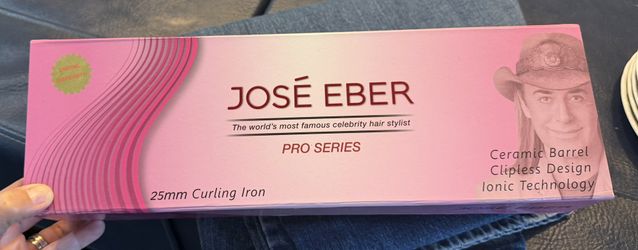 JOSÉ EBER
The world's most famous celebrity hair stylist
PRO SERIES
Ceramic Barrel
Clipless Design
Ionic Technology
25mm Curling Iron